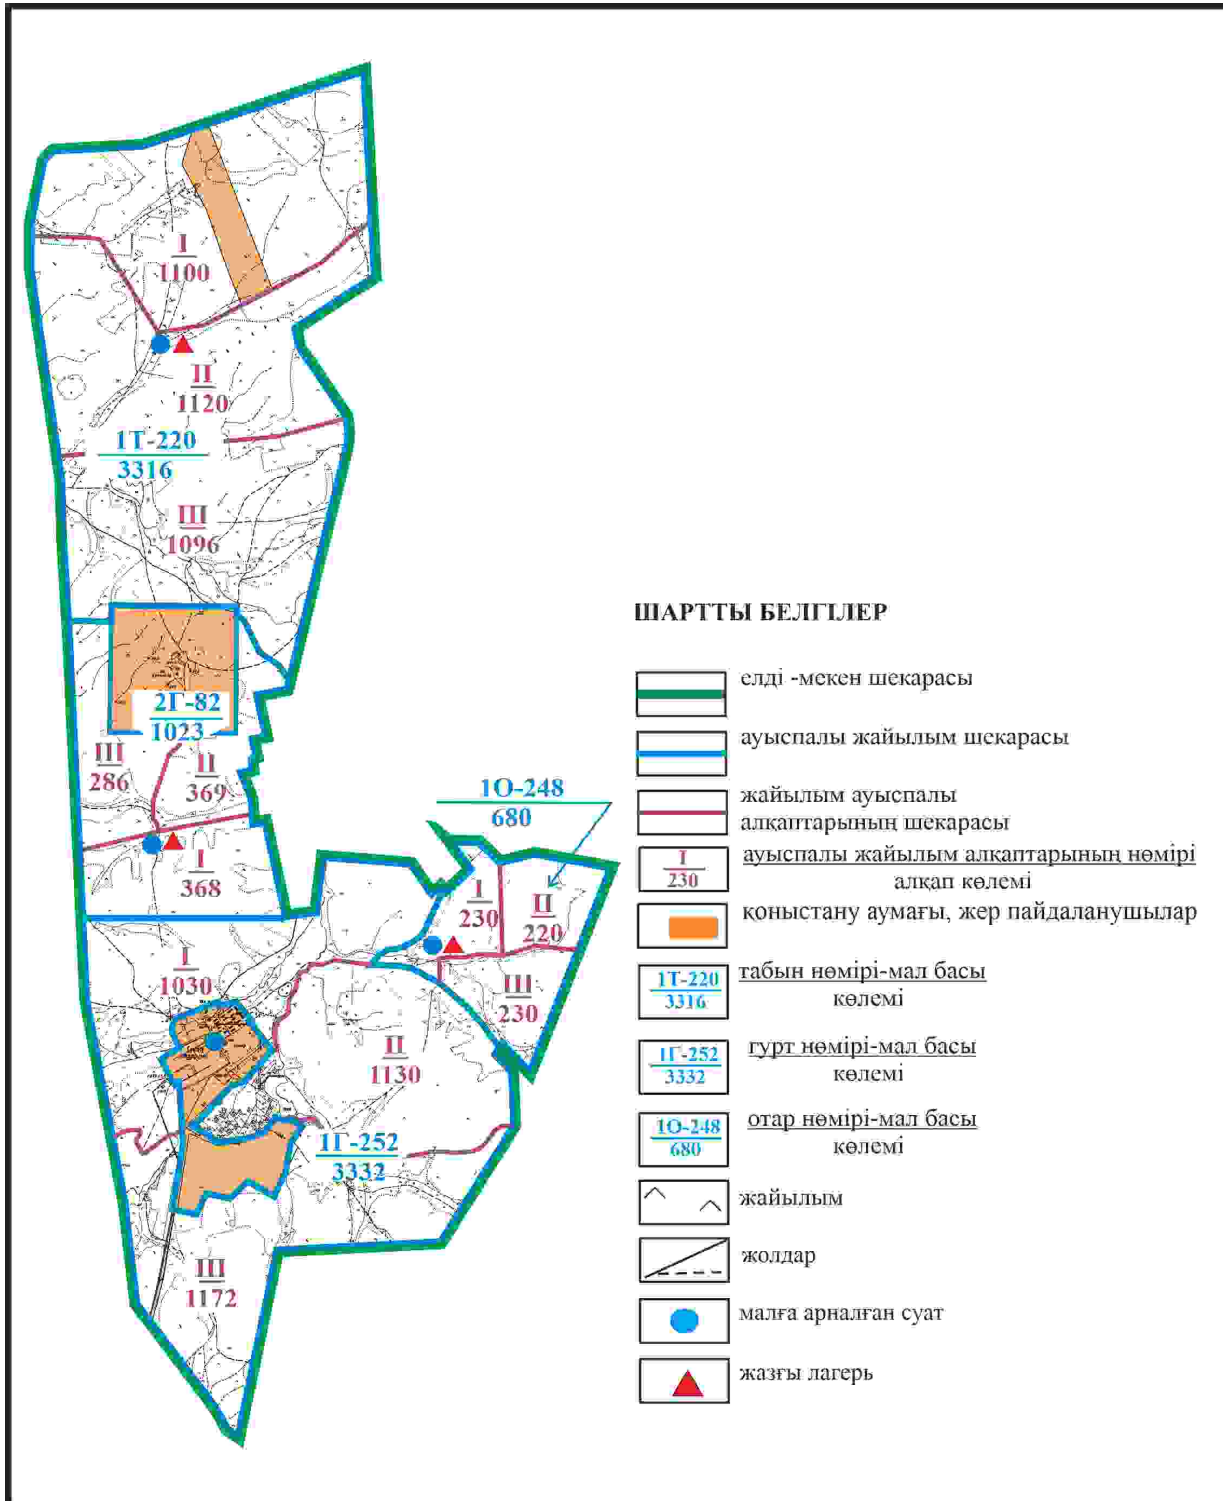 I
1100
II
1120
1Т-220
3316
III
1096
2Г-82
1023
III
286
II
369
I
368
1О-248
680
I
230
II
220
III
230
I
1030
II
1130
1Г-252
3332
III
1172
ШАРТТЫ БЕЛГІЛЕР
елді -мекен шекарасы
ауыспалы жайылым шекарасы
жайылым ауыспалы
алқаптарының шекарасы
I
230
ауыспалы жайылым алқаптарының нөмірі
алқап көлемі
қоныстану аумағы, жер пайдаланушылар
1Т-220
3316
табын нөмірі-мал басы
көлемі
1Г-252
3332
гурт нөмірі-мал басы
көлемі
1О-248
680
отар нөмірі-мал басы
көлемі
жайылым
жолдар
малға арналған суат
жазғы лагерь